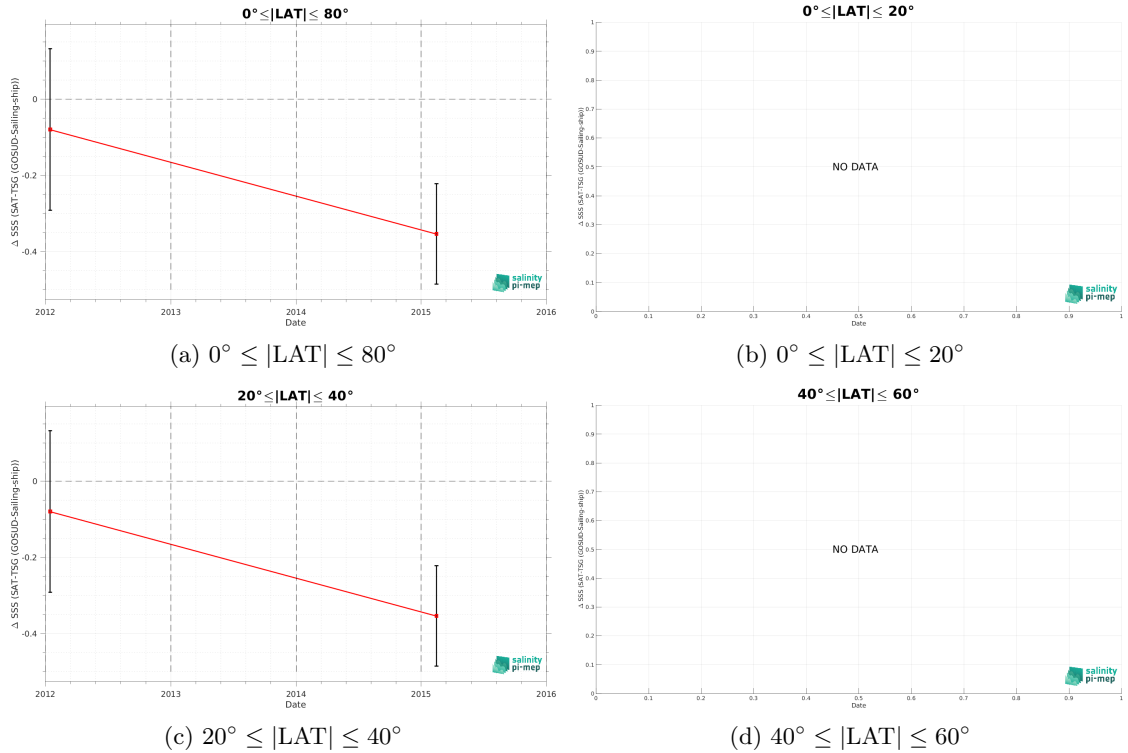 0°≤|LAT|≤ 80°
Δ SSS (SAT-TSG (GOSUD-Sailing-ship))
0
-0.2
-0.4
2012 2013 2014 2015 2016
Date
salinity
pi-mep
(a) 0° ≤ |LAT| ≤ 80°
0°≤|LAT|≤ 20°
Δ SSS (SAT-TSG (GOSUD-Sailing-ship))
1
0.9
0.8
0.7
0.6
0.5
0.4
0.3
0.2
0.1
0
NO DATA
0 0.1 0.2 0.3 0.4 0.5 0.6 0.7 0.8 0.9 1
Date
salinity
pi-mep
(b) 0° ≤ |LAT| ≤ 20°
20°≤|LAT|≤ 40°
Δ SSS (SAT-TSG (GOSUD-Sailing-ship))
0
-0.2
-0.4
2012 2013 2014 2015 2016
Date
salinity
pi-mep
(c) 20° ≤ |LAT| ≤ 40°
40°≤|LAT|≤ 60°
Δ SSS (SAT-TSG (GOSUD-Sailing-ship))
1
0.9
0.8
0.7
0.6
0.5
0.4
0.3
0.2
0.1
0
NO DATA
0 0.1 0.2 0.3 0.4 0.5 0.6 0.7 0.8 0.9 1
Date
salinity
pi-mep
(d) 40° ≤ |LAT| ≤ 60°